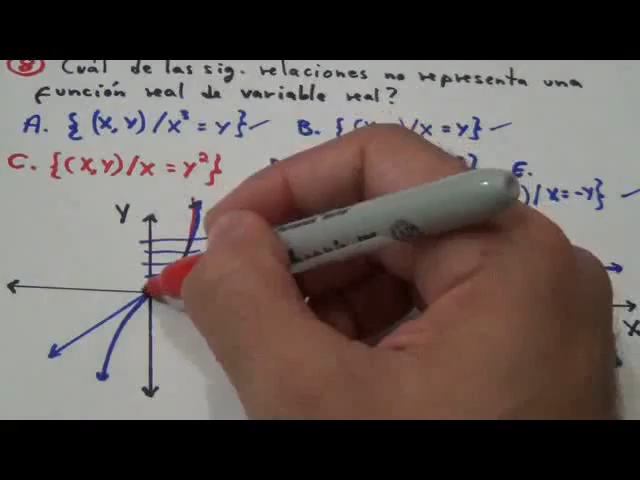 8) Cuál de las sig. relaciones no representa una
función real de variable real?
A. {(x,y)/x³=y} ✓ B. {(x )/x=y} ✓
C. {(x,y)/x=y²} E.
)/x=-y} ✓
Y
X